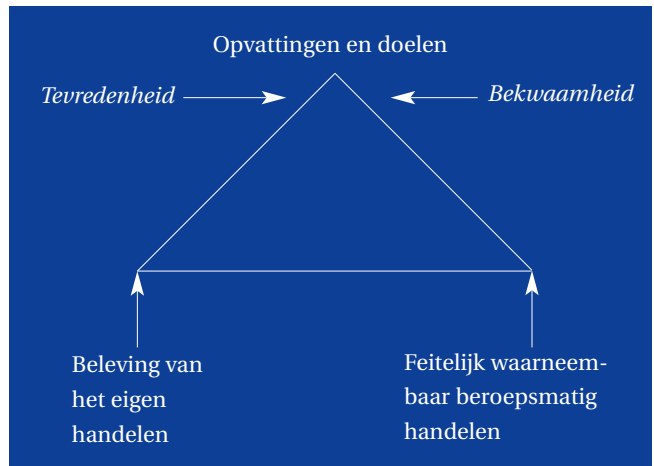 Opvattingen en doelen
Tevredenheid
Bekwaamheid
Beleving van
het eigen
handelen
Feitelijk waarneem-
baar beroepsmatig
handelen